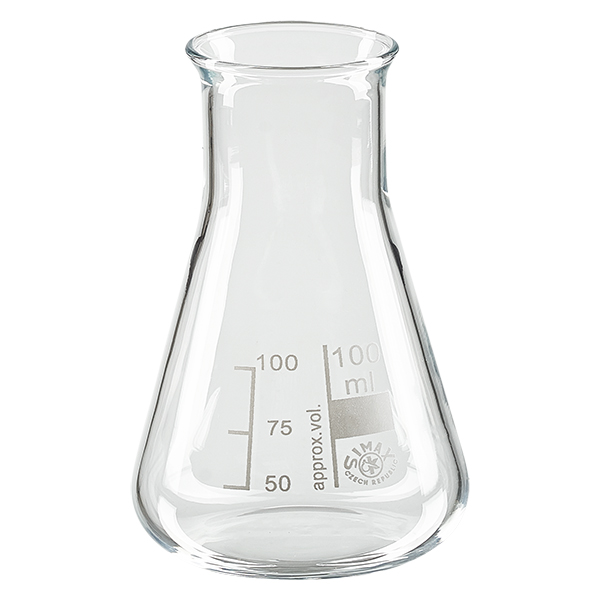 100
75
50
approx.vol.
100
ml
SIMAX
CZECH REPUBLIC